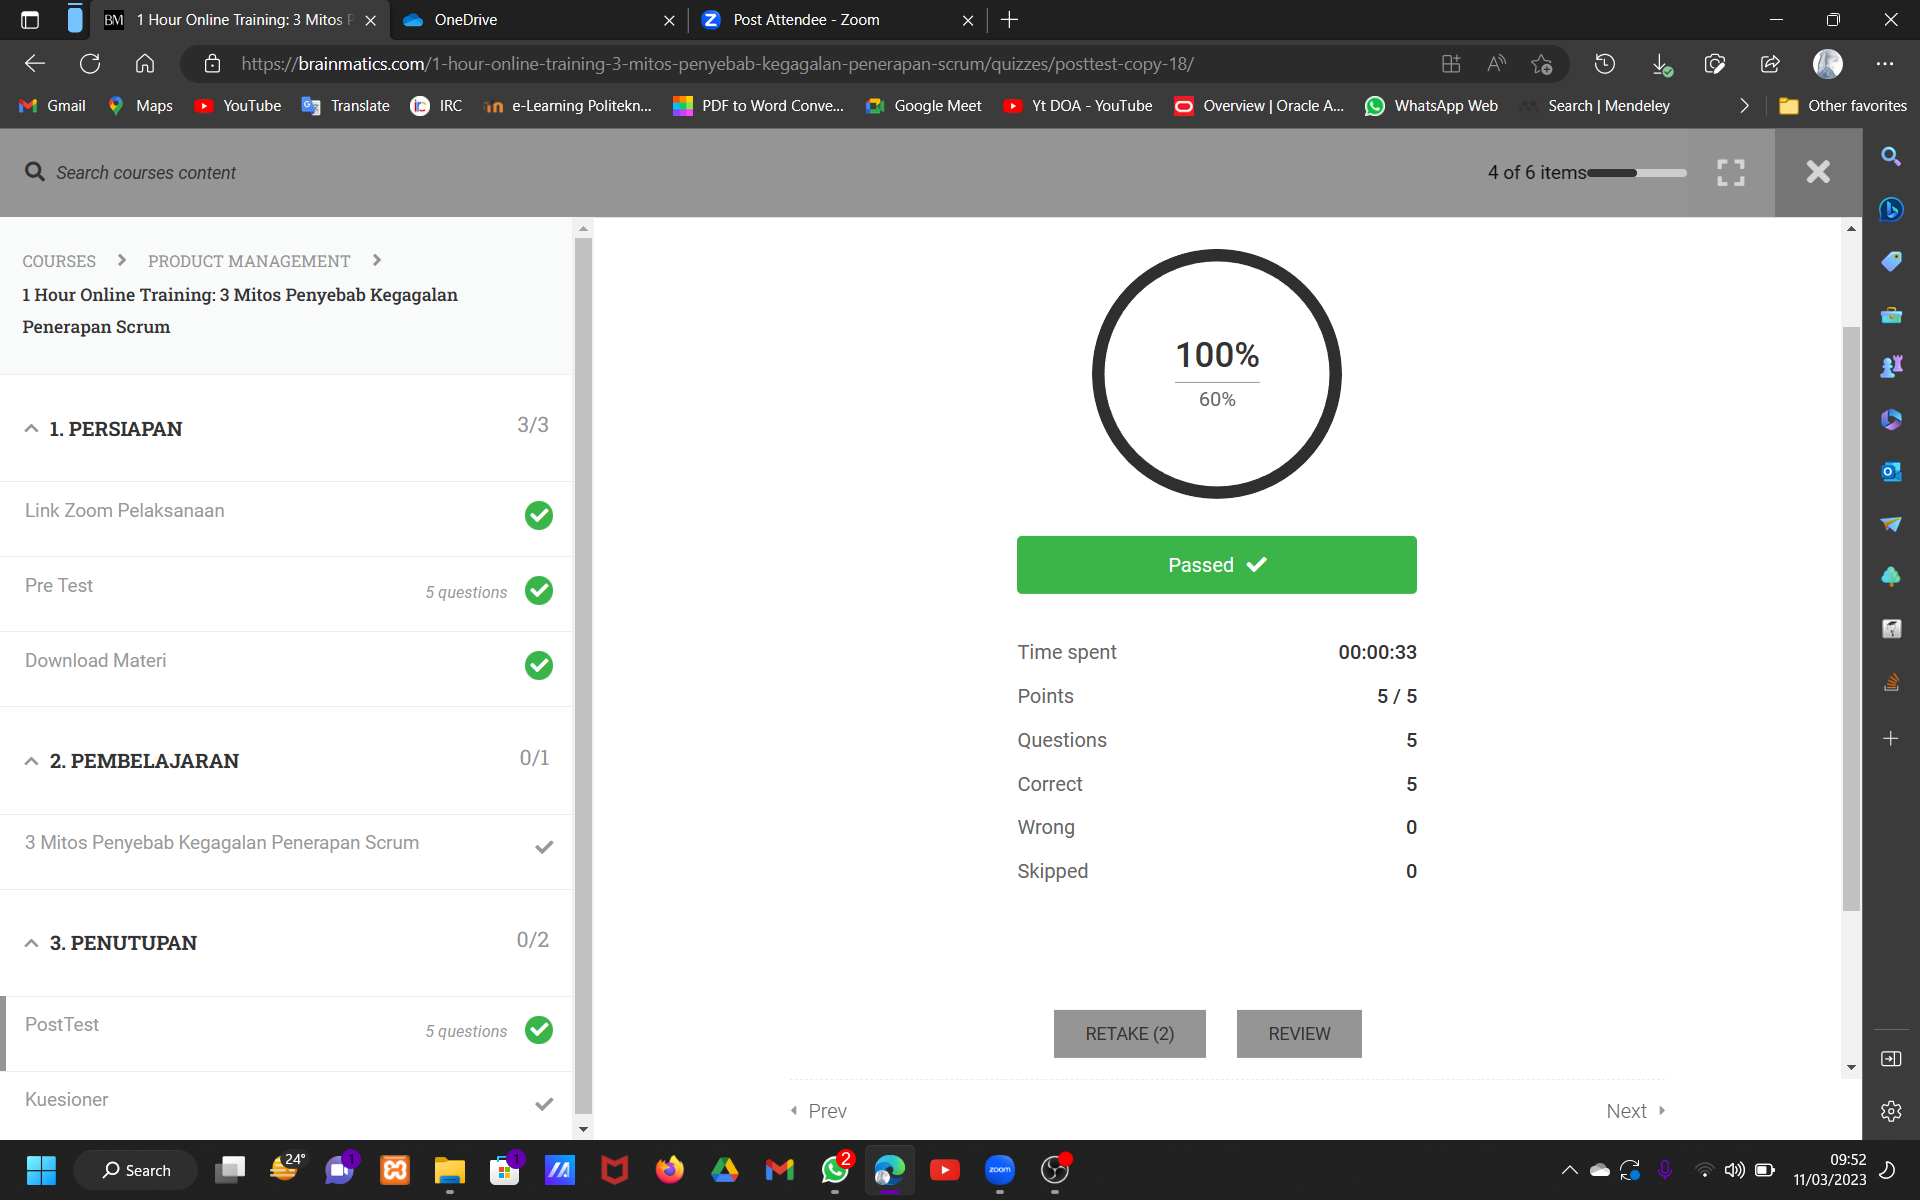 BM 1 Hour Online Training: 3 Mitos P
OneDrive
Post Attendee - Zoom
https://brainmatics.com/1-hour-online-training-3-mitos-penyebab-kegagalan-penerapan-scrum/quizzes/posttest-copy-18/
Gmail
Maps
YouTube
Translate
IRC
e-Learning Politekn...
PDF to Word Conve...
Google Meet
Yt DOA - YouTube
Overview | Oracle A...
WhatsApp Web
Search | Mendeley
Other favorites
Search courses content
4 of 6 items
COURSES
PRODUCT MANAGEMENT
1 Hour Online Training: 3 Mitos Penyebab Kegagalan
Penerapan Scrum
1. PERSIAPAN 3/3
Link Zoom Pelaksanaan
Pre Test 5 questions
Download Materi
2. PEMBELAJARAN 0/1
3 Mitos Penyebab Kegagalan Penerapan Scrum
3. PENUTUPAN 0/2
PostTest 5 questions
Kuesioner
100%
60%
Passed
Time spent 00:00:33
Points 5 / 5
Questions 5
Correct 5
Wrong 0
Skipped 0
RETAKE (2)
REVIEW
Prev
Next
Search
24°
1
1
2
zoom
09:52
11/03/2023